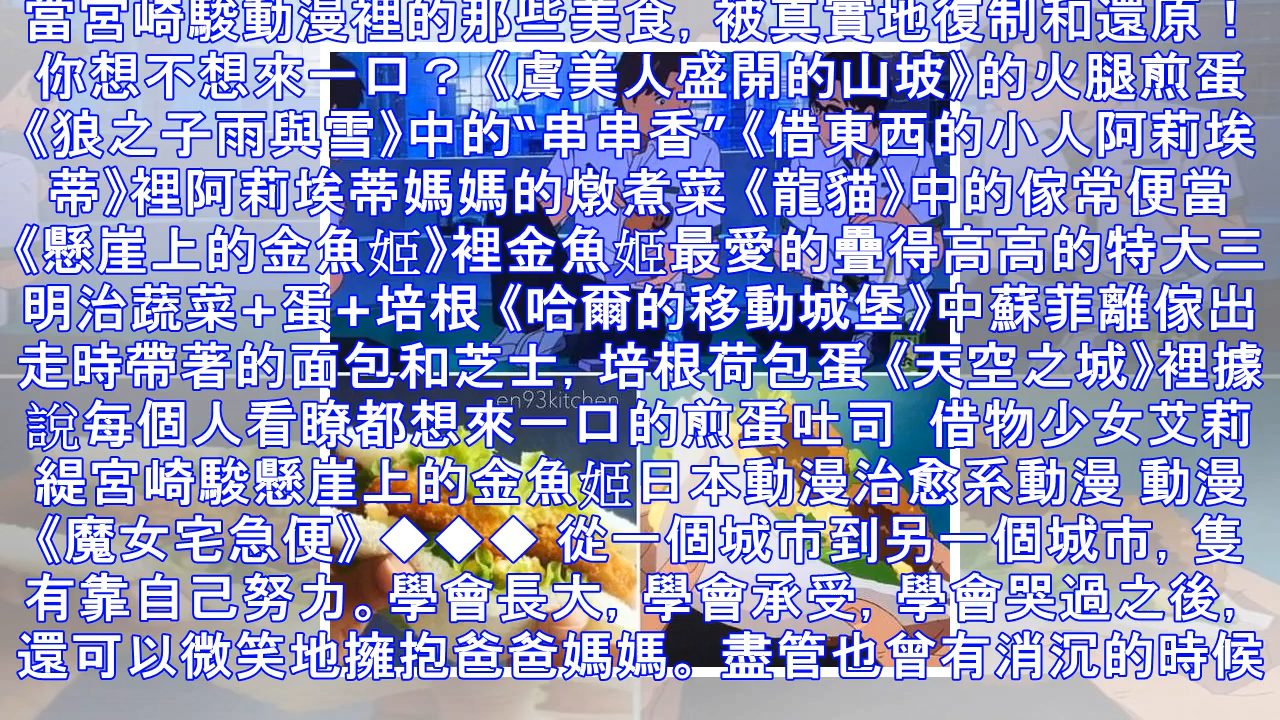 當宮崎駿動漫裡的那些美食, 被真實地復制和還原！
你想不想來一口？《虞美人盛開的山坡》的火腿煎蛋
《狼之子雨與雪》中的“串串香”《借東西的小人阿莉埃
蒂》裡阿莉埃蒂媽媽的燉煮菜《龍貓》中的傢常便當
《懸崖上的金魚姬》裡金魚姬最愛的疊得高高的特大三
明治蔬菜+蛋+培根《哈爾的移動城堡》中蘇菲離傢出
走時帶著的面包和芝士, 培根荷包蛋《天空之城》裡據
說每個人看瞭都想來一口的煎蛋吐司 借物少女艾莉
緹宮崎駿懸崖上的金魚姬日本動漫治愈系動漫 動漫
《魔女宅急便》◆◆◆ 從一個城市到另一個城市, 隻
有靠自己努力。學會長大, 學會承受, 學會哭過之後,
還可以微笑地擁抱爸爸媽媽。盡管也曾有消沉的時候
en93kitchen